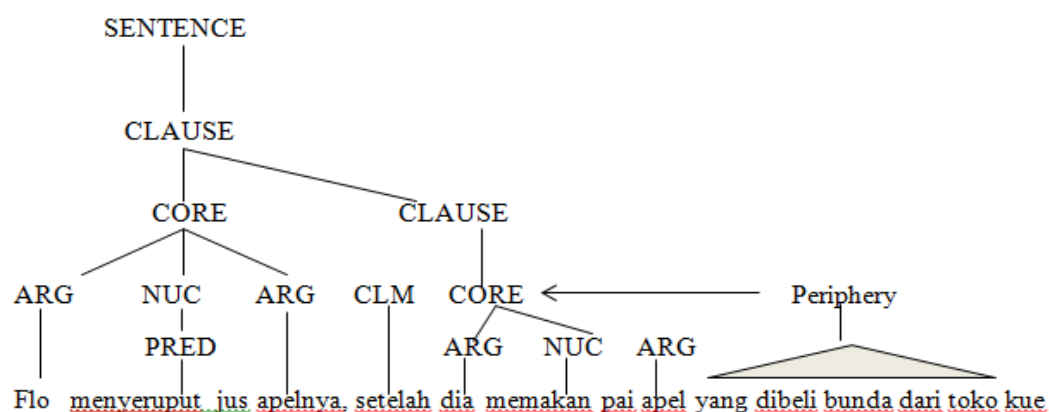 SENTENCE
CLAUSE
CORE CLAUSE
ARG NUC ARG CLM CORE Periphery
PRED ARG NUC ARG
Flo menyeruput jus apelnya, setelah dia memakan pai apel yang dibeli bunda dari toko kue